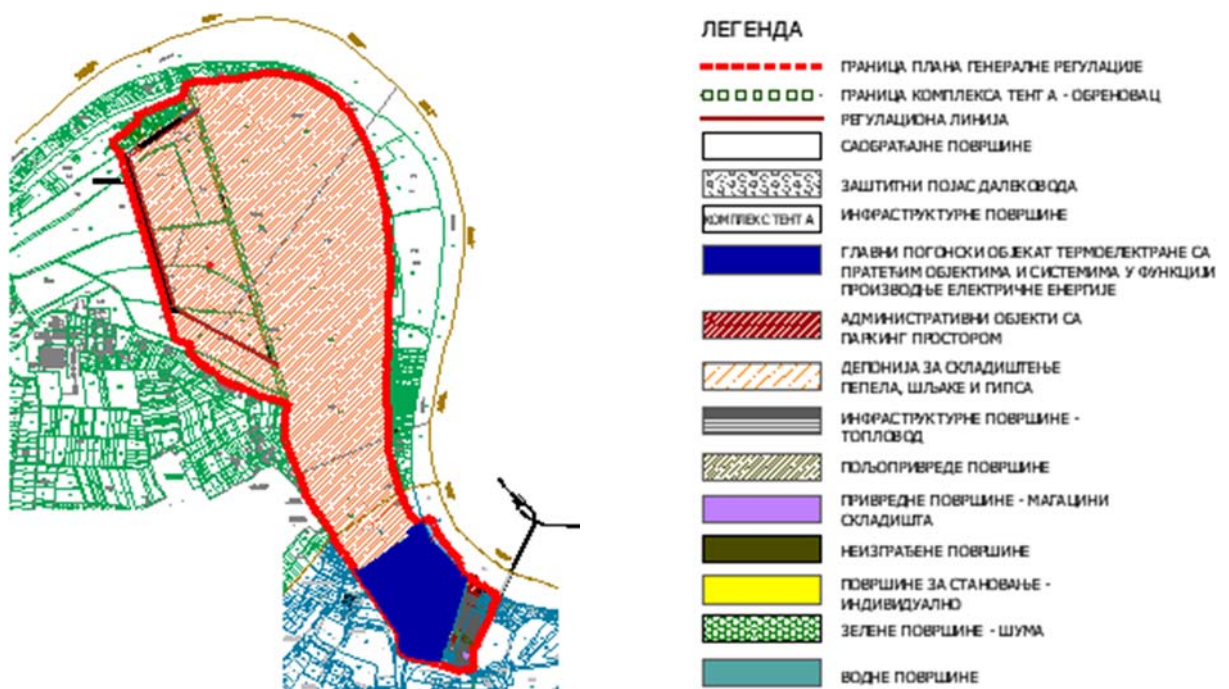 ЛЕГЕНДА
ГРАНИЦА ПЛАНА ГЕНЕРАЛНЕ РЕГУЛАЦИЈЕ
ГРАНИЦА КОМПЛЕКСА ТЕНТ А - ОБРЕНОВАЦ
РЕГУЛАЦИОНА ЛИНИЈА
САОБРАЋАЈНЕ ПОВРШИНЕ
ЗАШТИТНИ ПОЈАС ДАЛЕКОВОДА
КОМПЛЕКС ТЕНТ А
ИНФРАСТРУКТУРНЕ ПОВРШИНЕ
ГЛАВНИ ПОГОНСКИ ОБЈЕКАТ ТЕРМОЕЛЕКТРАНЕ СА
ПРАТЕЋИМ ОБЈЕКТИМА И СИСТЕМИМА У ФУНКЦИЈИ
ПРОИЗВОДЊЕ ЕЛЕКТРИЧНЕ ЕНЕРГИЈЕ
АДМИНИСТРАТИВНИ ОБЈЕКТИ СА
ПАРКИНГ ПРОСТОРОМ
ДЕПОНИЈА ЗА СКЛАДИШТЕЊЕ
ПЕПЕЛА, ШЉАКЕ И ГИПСА
ИНФРАСТРУКТУРНЕ ПОВРШИНЕ -
ТОПЛОВОД
ПОЉОПРИВРЕДЕ ПОВРШИНЕ
ПРИВРЕДНЕ ПОВРШИНЕ - МАГАЦИНИ
СКЛАДИШТА
НЕИЗГРАЂЕНЕ ПОВРШИНЕ
ПОВРШИНЕ ЗА СТАНОВАЊЕ -
ИНДИВИДУАЛНО
ЗЕЛЕНЕ ПОВРШИНЕ - ШУМА
ВОДНЕ ПОВРШИНЕ